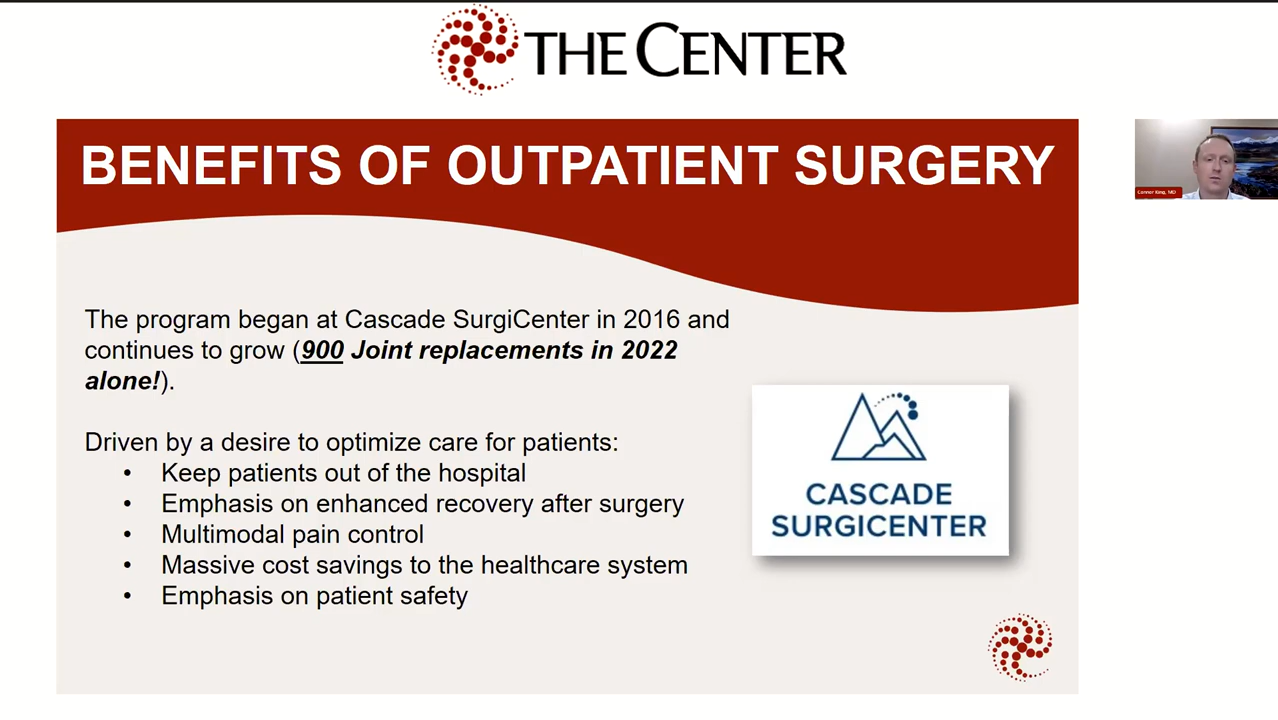 THE CENTER
BENEFITS OF OUTPATIENT SURGERY
Connor King, MD
The program began at Cascade SurgiCenter in 2016 and
continues to grow (900 Joint replacements in 2022
alone!).
Driven by a desire to optimize care for patients:
• Keep patients out of the hospital
• Emphasis on enhanced recovery after surgery
• Multimodal pain control
• Massive cost savings to the healthcare system
• Emphasis on patient safety
CASCADE
SURGICENTER